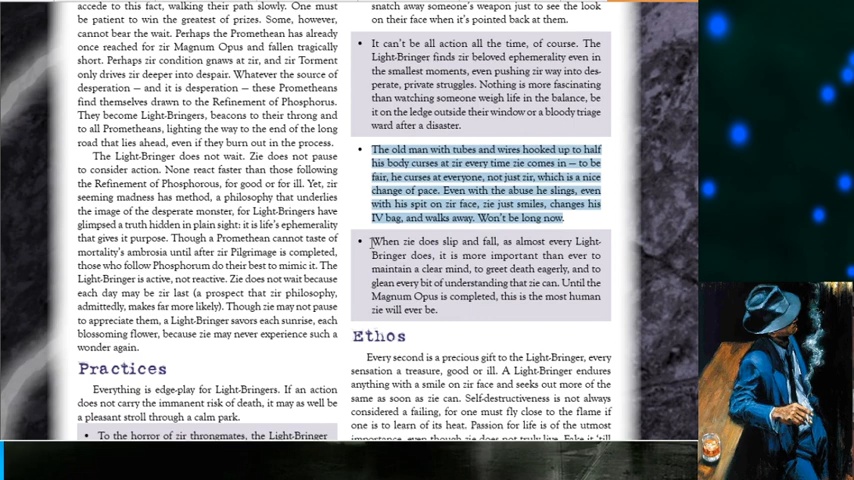 accede to this fact, walking their path slowly. One must
be patient to win the greatest of prizes. Some, however,
cannot bear the wait. Perhaps the Promethean has already
once reached for zir Magnum Opus and fallen tragically
short. Perhaps zir condition gnaws at zir, and zir Torment
only drives zir deeper into despair. Whatever the source of
desperation — and it is desperation — these Prometheans
find themselves drawn to the Refinement of Phosphorus.
They become Light-Bringers, beacons to their throng and
to all Prometheans, lighting the way to the end of the long
road that lies ahead, even if they burn out in the process.
The Light-Bringer does not wait. Zie does not pause
to consider action. None react faster than those following
the Refinement of Phosphorous, for good or for ill. Yet, zir
seeming madness has method, a philosophy that underlies
the image of the desperate monster, for Light-Bringers have
glimpsed a truth hidden in plain sight: it is life's ephemerality
that gives it purpose. Though a Promethean cannot taste of
mortality's ambrosia until after zir Pilgrimage is completed,
those who follow Phosphorum do their best to mimic it. The
Light-Bringer is active, not reactive. Zie does not wait because
each day may be zir last (a prospect that zir philosophy,
admittedly, makes far more likely). Though zie may not pause
to appreciate them, a Light-Bringer savors each sunrise, each
blossoming flower, because zie may never experience such a
wonder again.
Practices
Everything is edge-play for Light-Bringers. If an action
does not carry the immanent risk of death, it may as well be
a pleasant stroll through a calm park.
• To the horror of zir throngmates, the Light-Bringer
snatch away someone's weapon just to see the look
on their face when it's pointed back at them.
• It can't be all action all the time, of course. The
Light-Bringer finds zir beloved ephemerality even in
the smallest moments, even pushing zir way into des-
perate, private struggles. Nothing is more fascinating
than watching someone weigh life in the balance, be
it on the ledge outside their window or a bloody triage
ward after a disaster.
• The old man with tubes and wires hooked up to half
his body curses at zir every time zie comes in — to be
fair, he curses at everyone, not just zir, which is a nice
change of pace. Even with the abuse he slings, even
with his spit on zir face, zie just smiles, changes his
IV bag, and walks away. Won't be long now.
• When zie does slip and fall, as almost every Light-
Bringer does, it is more important than ever to
maintain a clear mind, to greet death eagerly, and to
glean every bit of understanding that zie can. Until the
Magnum Opus is completed, this is the most human
zie will ever be.
Ethos
Every second is a precious gift to the Light-Bringer, every
sensation a treasure, good or ill. A Light-Bringer endures
anything with a smile on zir face and seeks out more of the
same as soon as zie can. Self-destructiveness is not always
considered a failing, for one must fly close to the flame if
one is to learn of its heat. Passion for life is of the utmost
importance, even though zie does not truly live. Fake it 'till